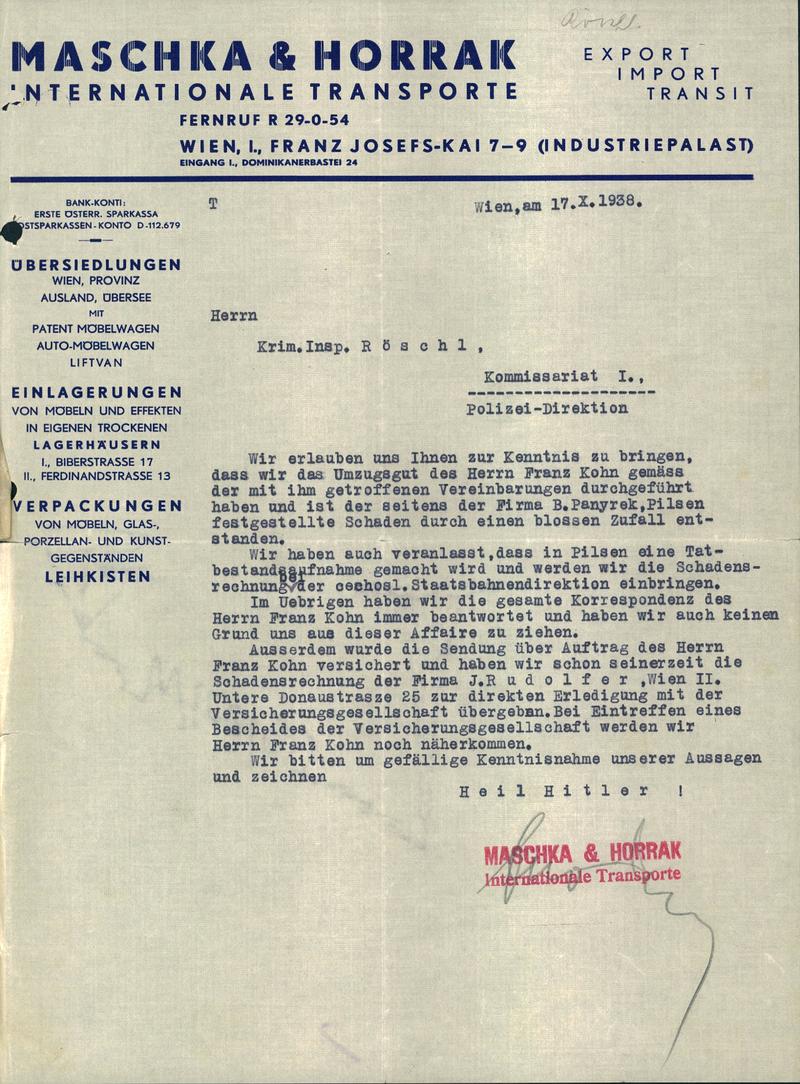 MASCHKA & HORRAK
INTERNATIONALE TRANSPORTE
EXPORT
IMPORT
TRANSIT
FERNRUF R 29-0-54
WIEN, I., FRANZ JOSEFS-KAI 7–9 (INDUSTRIEPALAST)
EINGANG I., DOMINIKANERBASTEI 24
BANK-KONTI:
ERSTE ÖSTERR. SPARKASSA
POSTSPARKASSEN-KONTO D-112.679
ÜBERSIEDLUNGEN
WIEN, PROVINZ
AUSLAND, ÜBERSEE
MIT
PATENT MÖBELWAGEN
AUTO-MÖBELWAGEN
LIFTVAN
EINLAGERUNGEN
VON MÖBELN UND EFFEKTEN
IN EIGENEN TROCKENEN
LAGERHÄUSERN
I., BIBERSTRASSE 17
II., FERDINANDSTRASSE 13
VERPACKUNGEN
VON MÖBELN, GLAS-,
PORZELLAN- UND KUNST-
GEGENSTÄNDEN
LEIHKISTEN
T
Wien,am 17.X.1938.
Herrn
Krim.Insp. R ö s c h l ,
Kommissariat I.,
Polizei-Direktion
Wir erlauben uns Ihnen zur Kenntnis zu bringen,
dass wir das Umzugsgut des Herrn Franz Kohn gemäss
der mit ihm getroffenen Vereinbarungen durchgeführt
haben und ist der seitens der Firma B.Panyrek,Pilsen
festgestellte Schaden durch einen blossen Zufall ent-
standen.
Wir haben auch veranlasst,dass in Pilsen eine Tat-
bestandsaufnahme gemacht wird und werden wir die Schadens-
rechnung bei der cechosl.Staatsbahnendirektion einbringen.
Im Uebrigen haben wir die gesamte Korrespondenz des
Herrn Franz Kohn immer beantwortet und haben wir auch keinen
Grund uns aus dieser Affaire zu ziehen.
Ausserdem wurde die Sendung über Auftrag des Herrn
Franz Kohn versichert und haben wir schon seinerzeit die
Schadensrechnung der Firma J.R u d o l f e r ,Wien II.
Untere Donaustrasze 25 zur direkten Erledigung mit der
Versicherungsgesellschaft übergeben.Bei Eintreffen eines
Bescheides der Versicherungsgesellschaft werden wir
Herrn Franz Kohn noch näherkommen.
Wir bitten um gefällige Kenntnisnahme unserer Aussagen
und zeichnen
H e i l H i t l e r !
MASCHKA & HORRAK
Internationale Transporte